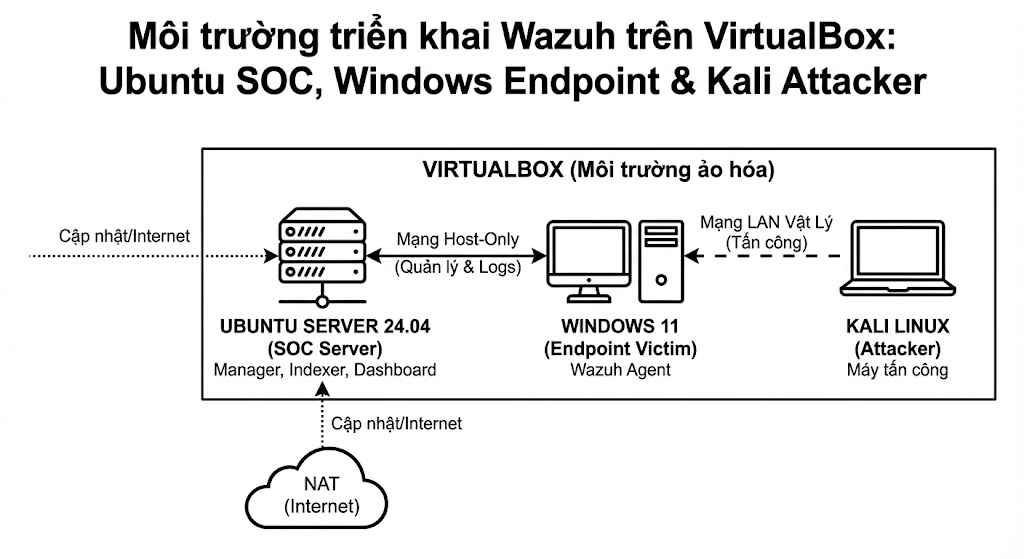 Môi trường triển khai Wazuh trên VirtualBox:
Ubuntu SOC, Windows Endpoint & Kali Attacker
VIRTUALBOX (Môi trường ảo hóa)
Cập nhật/Internet
Mạng Host-Only
(Quản lý & Logs)
Mạng LAN Vật Lý
(Tấn công)
UBUNTU SERVER 24.04
(SOC Server)
Manager, Indexer, Dashboard
WINDOWS 11
(Endpoint Victim)
Wazuh Agent
KALI LINUX
(Attacker)
Máy tấn công
Cập nhật/Internet
NAT
(Internet)